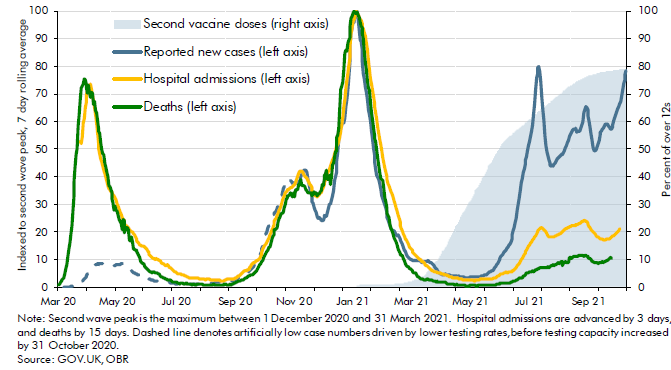 100
90
80
70
60
50
40
30
20
10
0
Indexed to second wave peak, 7 day rolling average
Second vacine doses (right axis)
Reported new cases (left axis)
Hospital admissions (left axis)
Deaths (left axis)
100
90
80
70
60
50
40
30
20
10
0
Per cent of over 12s
Mar 20 May 20 Jul 20 Sep 20 Nov 20 Jan 21 Mar 21 May 21 Jul 21 Sep 21
Note: Second wave peak is the maximum between 1 December 2020 and 31 March 2021. Hospital admissions are advanced by 3 days,
and deaths by 15 days. Dashed line denotes artificially low case numbers driven by lower testing rates, before testing capacity increased
by 31 October 2020.
Source: GOV.UK, OBR